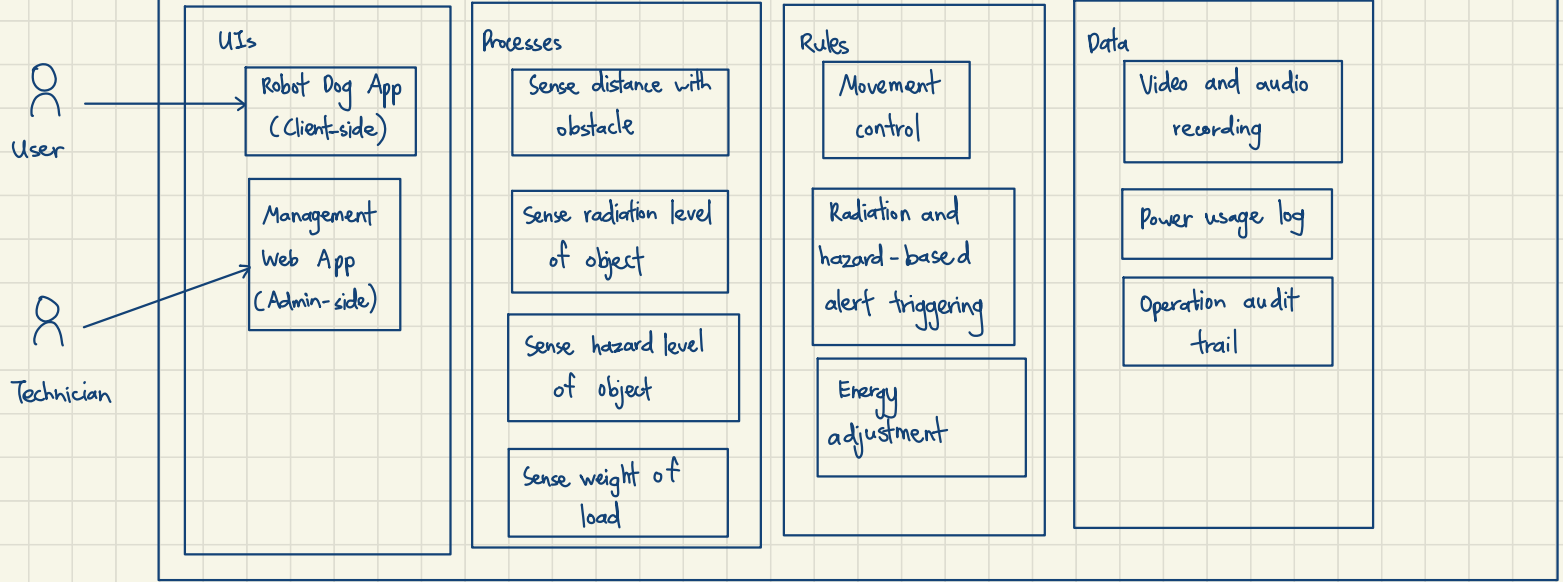 UIs
Robot Dog App
(Client-side)
User
Management
Web App
(Admin-side)
Technician
Processes
Sense distance with
obstacle
Sense radiation level
of object
Sense hazard level
of object
Sense weight of
load
Rules
Movement
control
Radiation and
hazard-based
alert triggering
Energy
adjustment
Data
Video and audio
recording
Power usage log
Operation audit
trail